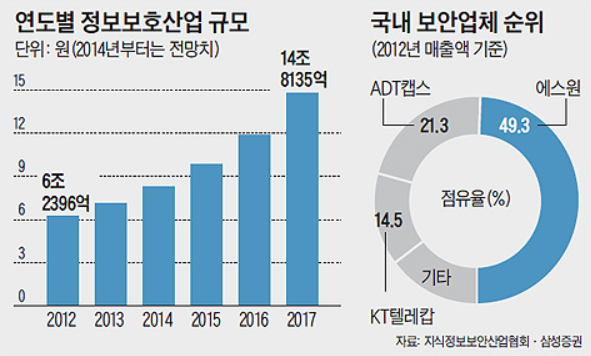 연도별 정보보호산업 규모
단위 : 원(2014년부터는 전망치)
14조
8135억
15
12
9
6조
2396억
6
3
0
2012 2013 2014 2015 2016 2017
국내 보안업체 순위
(2012년 매출액 기준)
ADT캡스
에스원
21.3
49.3
점유율(%)
14.5
기타
KT텔레캅
자료 : 지식정보보안산업협회·삼성증권